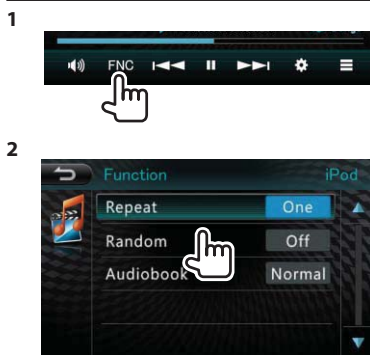 1
FNC
2
Function iPod
Repeat One
Random Off
Audiobook Normal